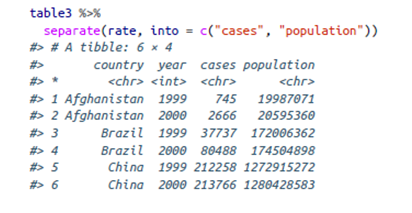 table3 %>%
separate(rate, into = c("cases", "population"))
#> # A tibble: 6 × 4
#> country year cases population
#> * <chr> <int> <chr> <chr>
#> 1 Afghanistan 1999 745 19987071
#> 2 Afghanistan 2000 2666 20595360
#> 3 Brazil 1999 37737 172006362
#> 4 Brazil 2000 80488 174504898
#> 5 China 1999 212258 1272915272
#> 6 China 2000 213766 1280428583